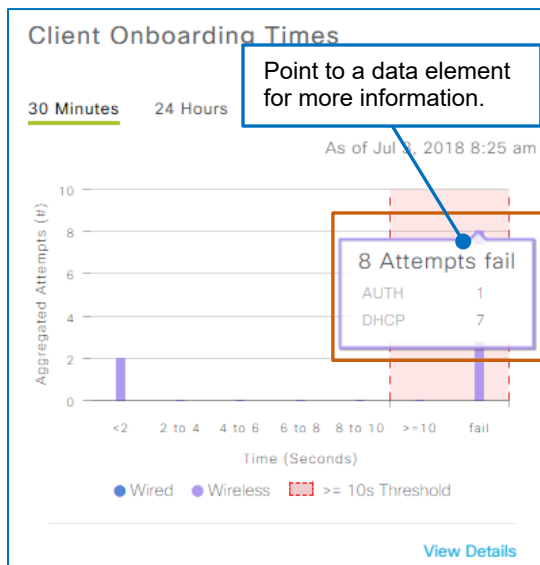 Client Onboarding Times
Point to a data element
for more information.
30 Minutes 24 Hours
As of Jul 3, 2018 8:25 am
Aggregated Attempts (#)
10
8
6
4
2
0
8 Attempts fail
AUTH 1
DHCP 7
<2 2 to 4 4 to 6 6 to 8 8 to 10 >=10 fail
Time (Seconds)
Wired Wireless >= 10s Threshold
View Details